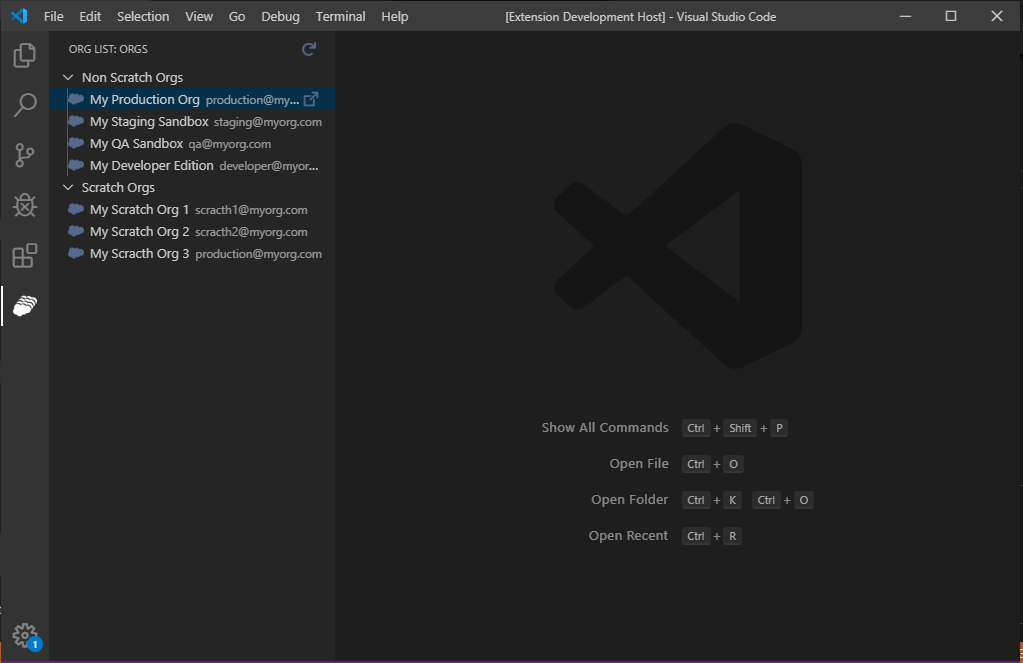 File Edit Selection View Go Debug Terminal Help [Extension Development Host] - Visual Studio Code
ORG LIST: ORGS
Non Scratch Orgs
My Production Org production@my...
My Staging Sandbox staging@myorg.com
My QA Sandbox qa@myorg.com
My Developer Edition developer@myor...
Scratch Orgs
My Scratch Org 1 scracth1@myorg.com
My Scratch Org 2 scracth2@myorg.com
My Scracth Org 3 production@myorg.com
Show All Commands Ctrl + Shift + P
Open File Ctrl + O
Open Folder Ctrl + K Ctrl + O
Open Recent Ctrl + R
1